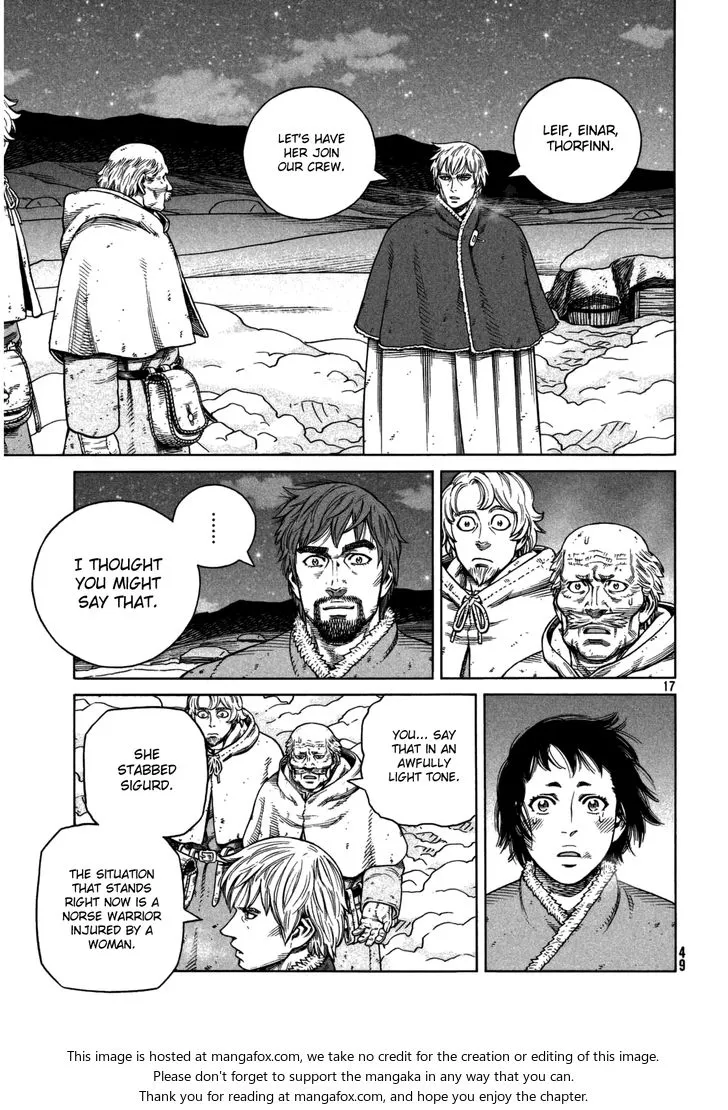 LEIF, EINAR,
THORFINN.
LET'S HAVE
HER JOIN
OUR CREW.
......
I THOUGHT
YOU MIGHT
SAY THAT.
17
YOU... SAY
THAT IN AN
AWFULLY
LIGHT TONE.
SHE
STABBED
SIGURD.
THE SITUATION
THAT STANDS
RIGHT NOW IS A
NORSE WARRIOR
INJURED BY A
WOMAN.
49
This image is hosted at mangafox.com, we take no credit for the creation or editing of this image.
Please don't forget to support the mangaka in any way that you can.
Thank you for reading at mangafox.com, and hope you enjoy the chapter.